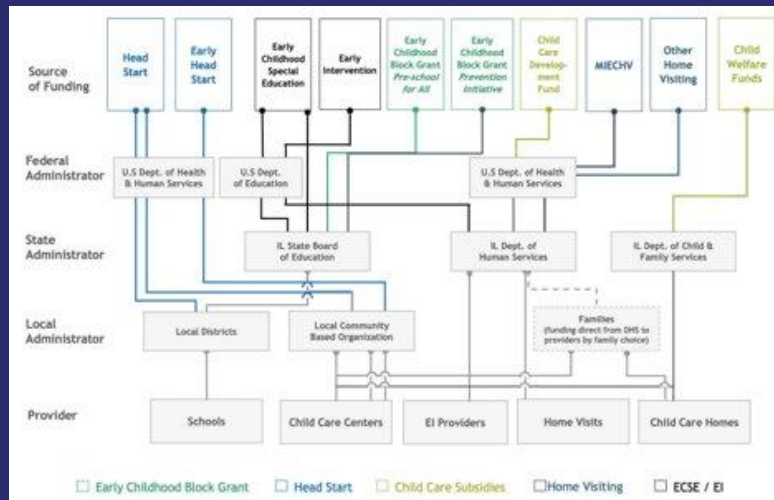 Source
of Funding
Head
Start
Early
Head
Start
Early
Childhood
Special
Education
Early
Intervention
Early
Childhood
Block Grant
Pre-school
for All
Early
Childhood
Block Grant
Prevention
Initiative
Child
Care
Develop-
ment
Fund
MIECHV
Other
Home
Visiting
Child
Welfare
Funds
Federal
Administrator
U.S Dept. of Health
& Human Services
U.S Dept.
of Education
U.S Dept. of Health
& Human Services
State
Administrator
IL State Board
of Education
IL Dept. of
Human Services
IL Dept. of Child &
Family Services
Local
Administrator
Local Districts
Local Community
Based Organization
Families
(funding direct from DHS to
providers by family choice)
Provider
Schools
Child Care Centers
EI Providers
Home Visits
Child Care Homes
Early Childhood Block Grant
Head Start
Child Care Subsidies
Home Visiting
ECSE / EI